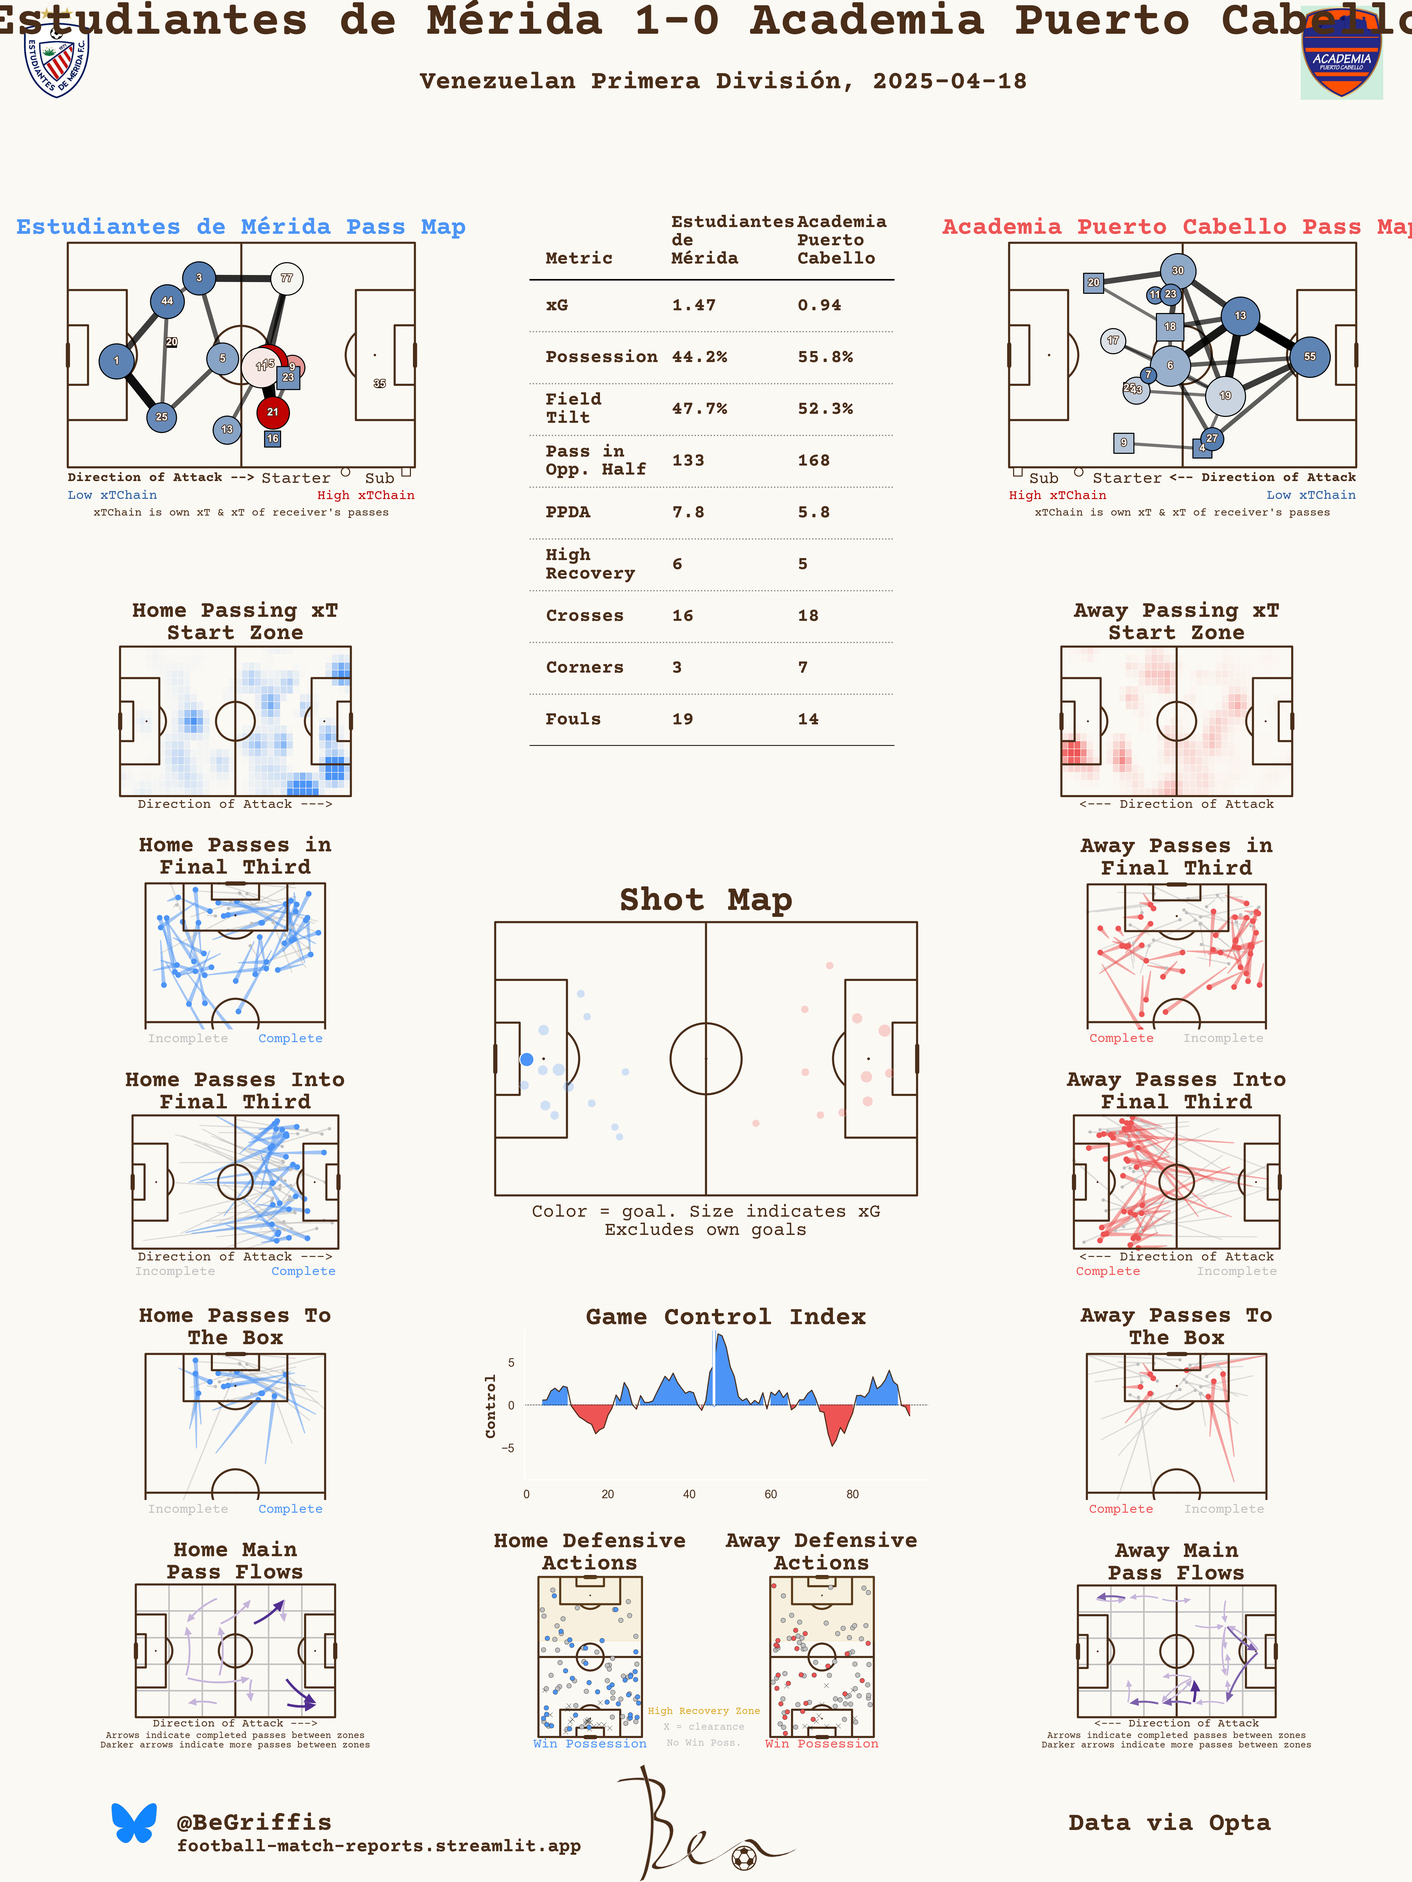 Estudiantes de Mérida 1-0 Academia Puerto Cabello
Venezuelan Primera División, 2025-04-18
ESTUDIANTES DE MÉRIDA F.C.
ACADEMIA
PUERTO CABELLO
Estudiantes de Mérida Pass Map
3
77
44
20
1
5
11
15
9
23
35
25
21
13
16
Direction of Attack --> Starter Sub
Low xTChain High xTChain
xTChain is own xT & xT of receiver's passes
Metric Estudiantes de Mérida Academia Puerto Cabello
xG 1.47 0.94
Possession 44.2% 55.8%
Field Tilt 47.7% 52.3%
Pass in Opp. Half 133 168
PPDA 7.8 5.8
High Recovery 6 5
Crosses 16 18
Corners 3 7
Fouls 19 14
Academia Puerto Cabello Pass Map
30
20
11
23
13
18
17
55
6
7
43
19
27
9
4
Sub Starter <-- Direction of Attack
High xTChain Low xTChain
xTChain is own xT & xT of receiver's passes
Home Passing xT
Start Zone
Direction of Attack --->
Away Passing xT
Start Zone
<--- Direction of Attack
Home Passes in
Final Third
Incomplete Complete
Away Passes in
Final Third
Complete Incomplete
Shot Map
Color = goal. Size indicates xG
Excludes own goals
Home Passes Into
Final Third
Direction of Attack --->
Incomplete Complete
Away Passes Into
Final Third
<--- Direction of Attack
Complete Incomplete
Home Passes To
The Box
Incomplete Complete
Game Control Index
Control
5
0
−5
0 20 40 60 80
Away Passes To
The Box
Complete Incomplete
Home Main
Pass Flows
Direction of Attack --->
Arrows indicate completed passes between zones
Darker arrows indicate more passes between zones
Home Defensive
Actions
Win Possession
High Recovery Zone
X = clearance
No Win Poss.
Away Defensive
Actions
Win Possession
Away Main
Pass Flows
<--- Direction of Attack
Arrows indicate completed passes between zones
Darker arrows indicate more passes between zones
@BeGriffis
football-match-reports.streamlit.app
Ben
Data via Opta